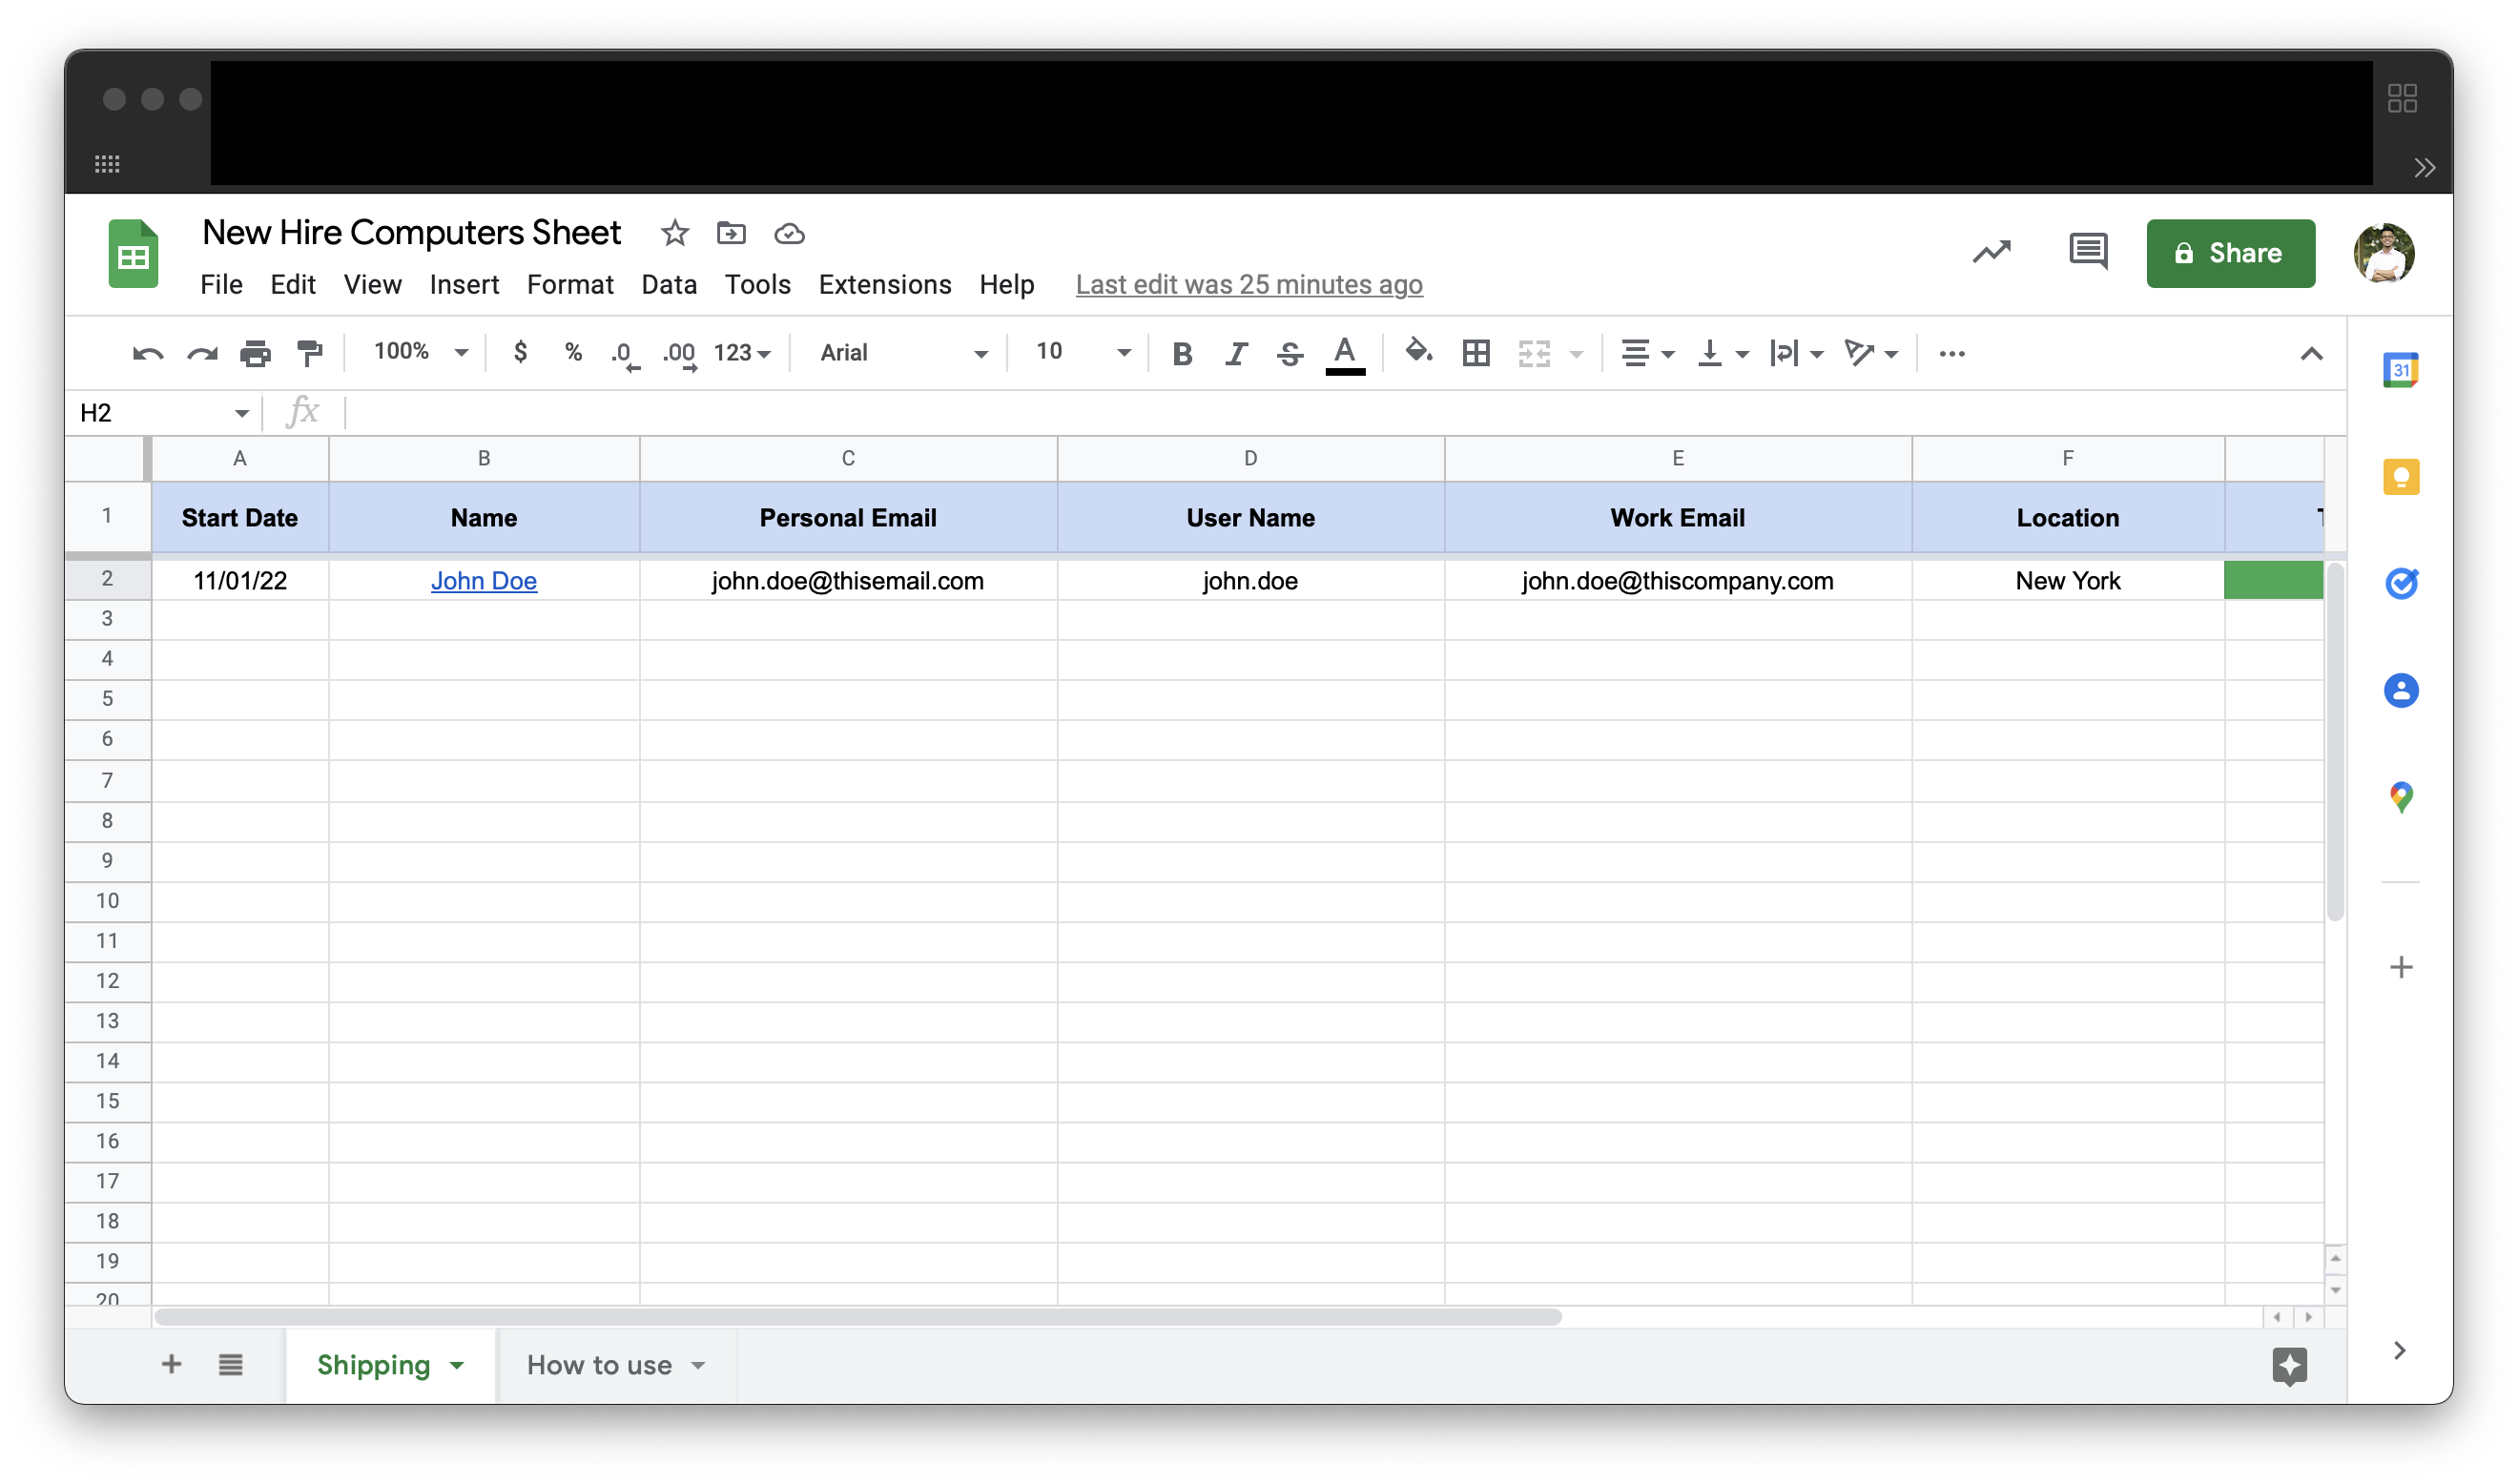 New Hire Computers Sheet
File Edit View Insert Format Data Tools Extensions Help Last edit was 25 minutes ago
Share
100% $ % .0 .00 123 Arial 10 B I S A
31
H2 fx
A B C D E F
1 Start Date Name Personal Email User Name Work Email Location
2 11/01/22 John Doe john.doe@thisemail.com john.doe john.doe@thiscompany.com New York
3
4
5
6
7
8
9
10
11
12
13
14
15
16
17
18
19
20
Shipping How to use